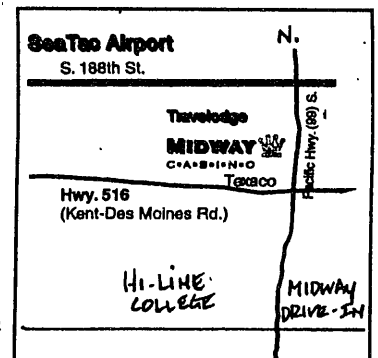 SeaTac Airport
N.
S. 188th St.
Pacific Hwy. (99) S.
Travelodge
MIDWAY
C•A•S•I•N•O
Texaco
Hwy. 516
(Kent-Des Moines Rd.)
HI-LINE
COLLEGE
MIDWAY
DRIVE-IN